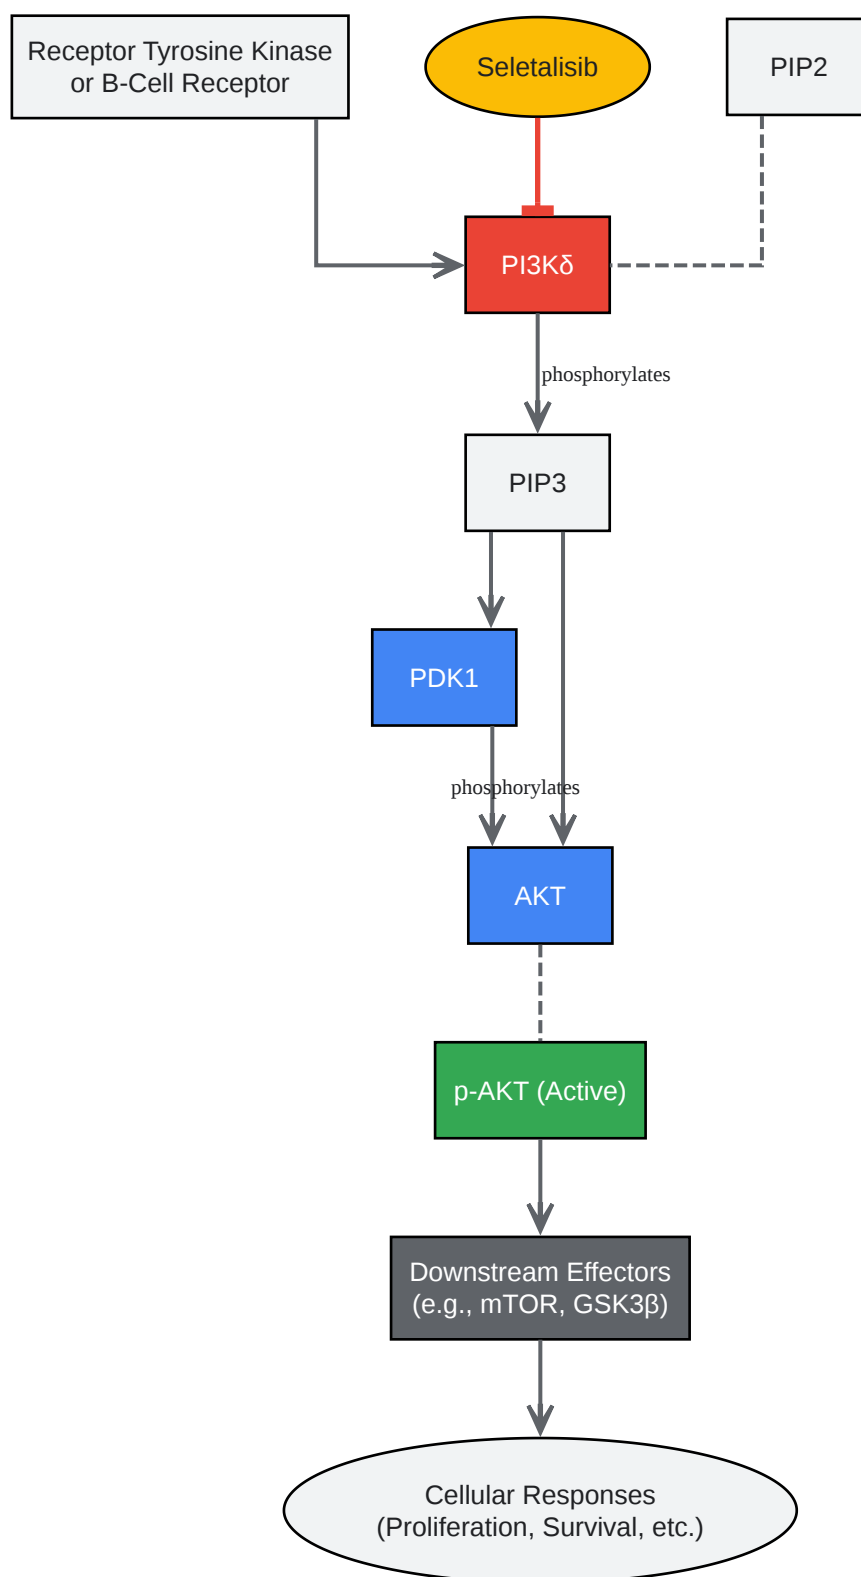 Receptor Tyrosine Kinase
or B-Cell Receptor
Seletalisib
PIP2
PI3Kδ
phosphorylates
PIP3
PDK1
phosphorylates
AKT
p-AKT (Active)
Downstream Effectors
(e.g., mTOR, GSK3β)
Cellular Responses
(Proliferation, Survival, etc.)